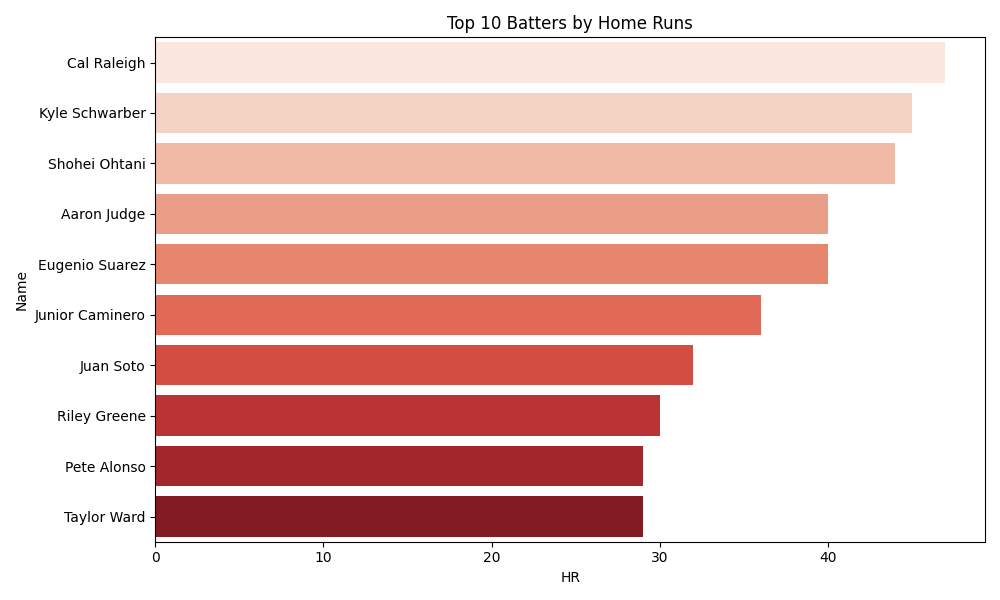 Top 10 Batters by Home Runs
Name
Cal Raleigh
Kyle Schwarber
Shohei Ohtani
Aaron Judge
Eugenio Suarez
Junior Caminero
Juan Soto
Riley Greene
Pete Alonso
Taylor Ward
0 10 20 30 40
HR